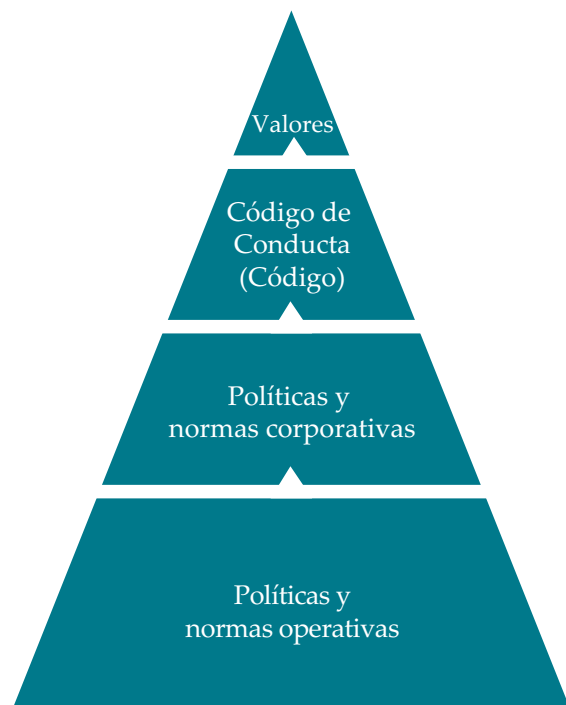 Valores
Código de
Conducta
(Código)
Políticas y
normas corporativas
Políticas y
normas operativas